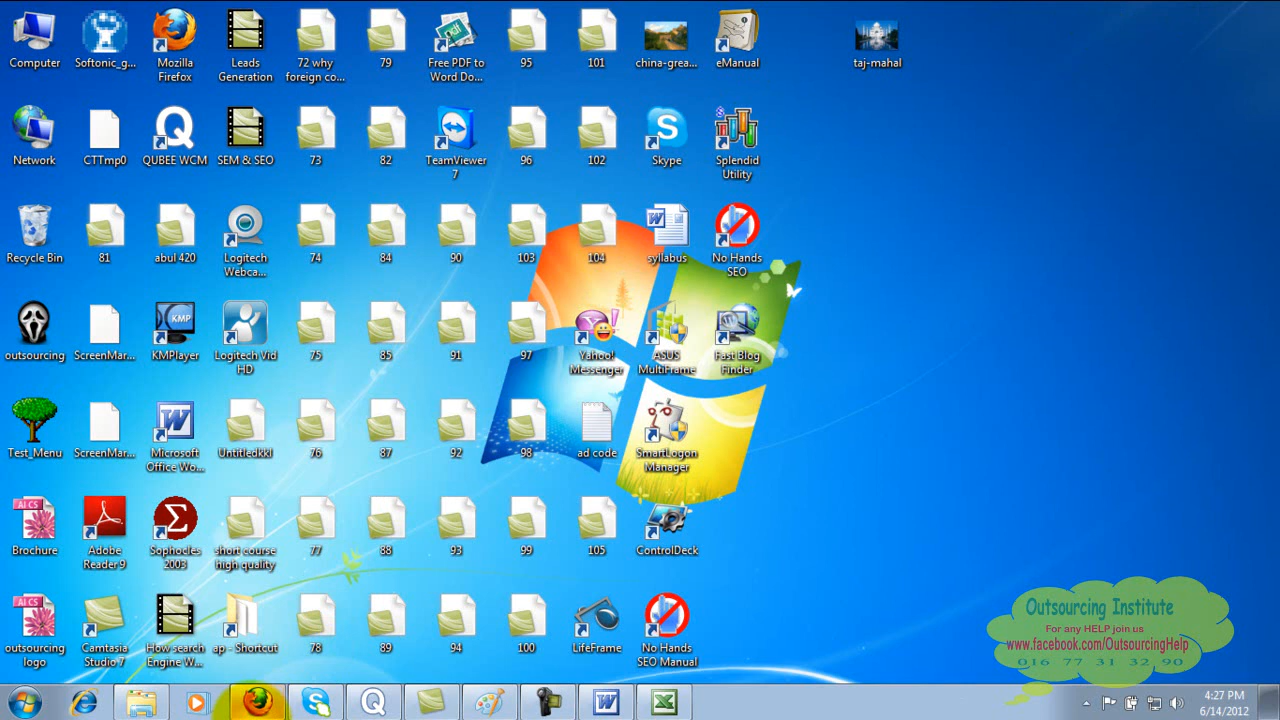 Computer
Softonic_g...
Mozilla
Firefox
Leads
Generation
72 why
foreign co...
79
Free PDF to
Word Do...
95
101
china-grea...
eManual
taj-mahal
Network
CTTmp0
QUBEE WCM
SEM & SEO
73
82
TeamViewer
7
96
102
Skype
Splendid
Utility
Recycle Bin
81
abul 420
Logitech
Webca...
74
84
90
103
104
syllabus
No Hands
SEO
outsourcing
ScreenMar...
KMPlayer
Logitech Vid
HD
75
85
91
97
Yahoo!
Messenger
ASUS
MultiFrame
Fast Blog
Finder
Test_Menu
ScreenMar...
Microsoft
Office Wo...
Untitledkkl
76
87
92
98
ad code
SmartLogon
Manager
Brochure
Adobe
Reader 9
Sophocles
2003
short course
high quality
77
88
93
99
105
ControlDeck
outsourcing
logo
Camtasia
Studio 7
How search
Engine W...
ap - Shortcut
78
89
94
100
LifeFrame
No Hands
SEO Manual
Outsourcing Institute
For any HELP join us
www.facebook.com/OutsourcingHelp
016 77 31 32 90
4:27 PM
6/14/2012